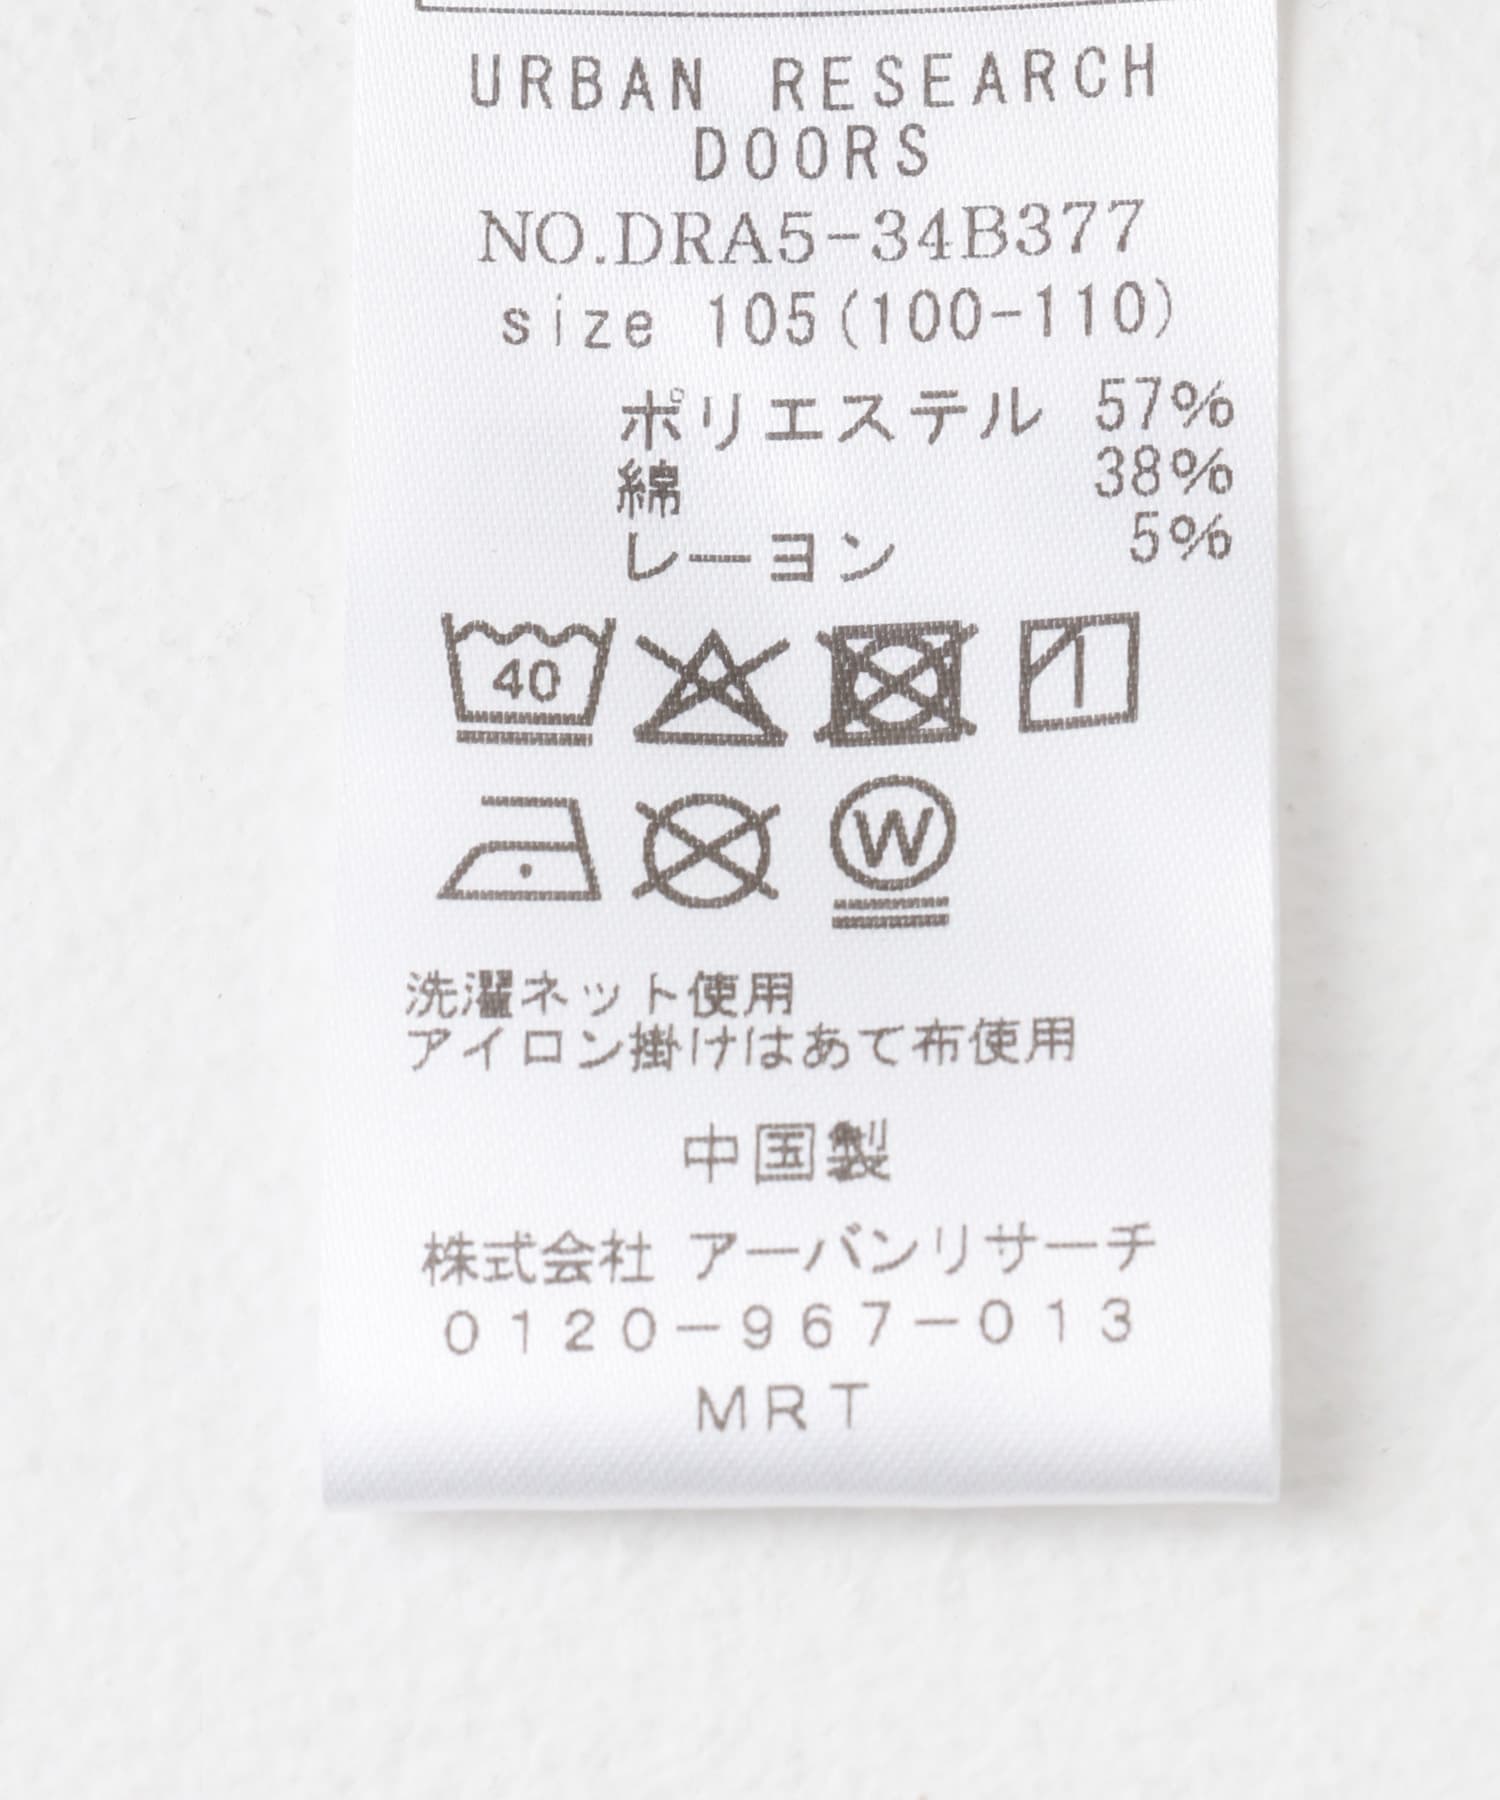 URBAN RESEARCH
DOORS
NO.DRA5-34B377
size 105(100-110)
ポリエステル 57%
綿 38%
レーヨン 5%
40
W
洗濯ネット使用
アイロン掛けはあて布使用
中国製
株式会社 アーバンリサーチ
0120-967-013
MRT